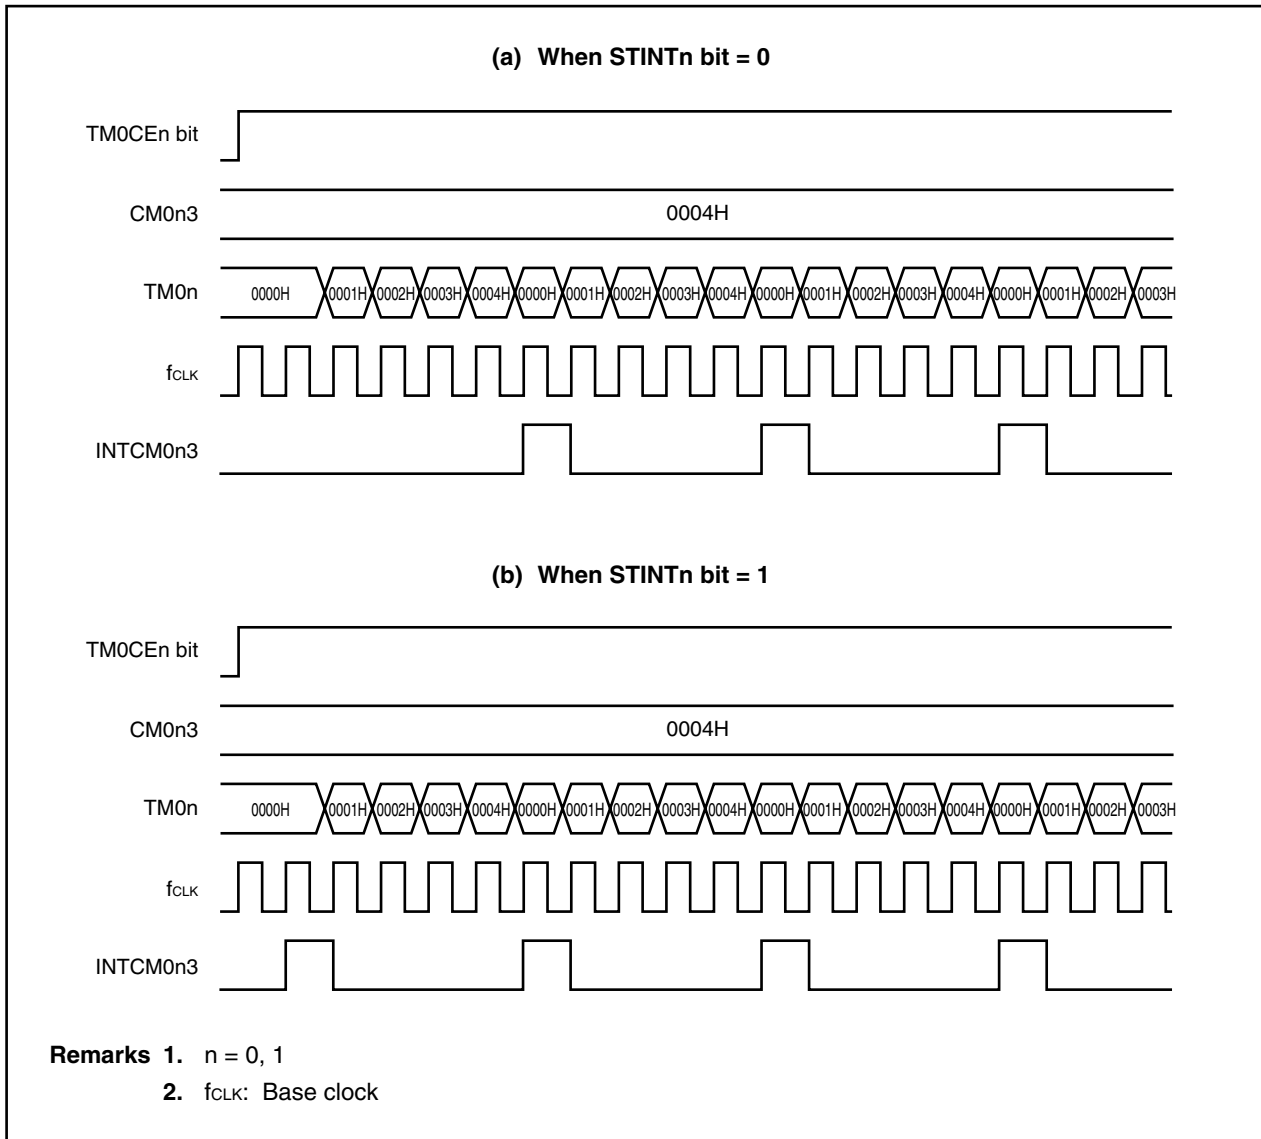 (a) When STINTn bit = 0
TM0CEn bit
CM0n3
0004H
TM0n
0000H 0001H 0002H 0003H 0004H 0000H 0001H 0002H 0003H 0004H 0000H 0001H 0002H 0003H 0004H 0000H 0001H 0002H 0003H
fCLK
INTCM0n3
(b) When STINTn bit = 1
TM0CEn bit
CM0n3
0004H
TM0n
0000H 0001H 0002H 0003H 0004H 0000H 0001H 0002H 0003H 0004H 0000H 0001H 0002H 0003H 0004H 0000H 0001H 0002H 0003H
fCLK
INTCM0n3
Remarks 1. n = 0, 1
2. fCLK: Base clock